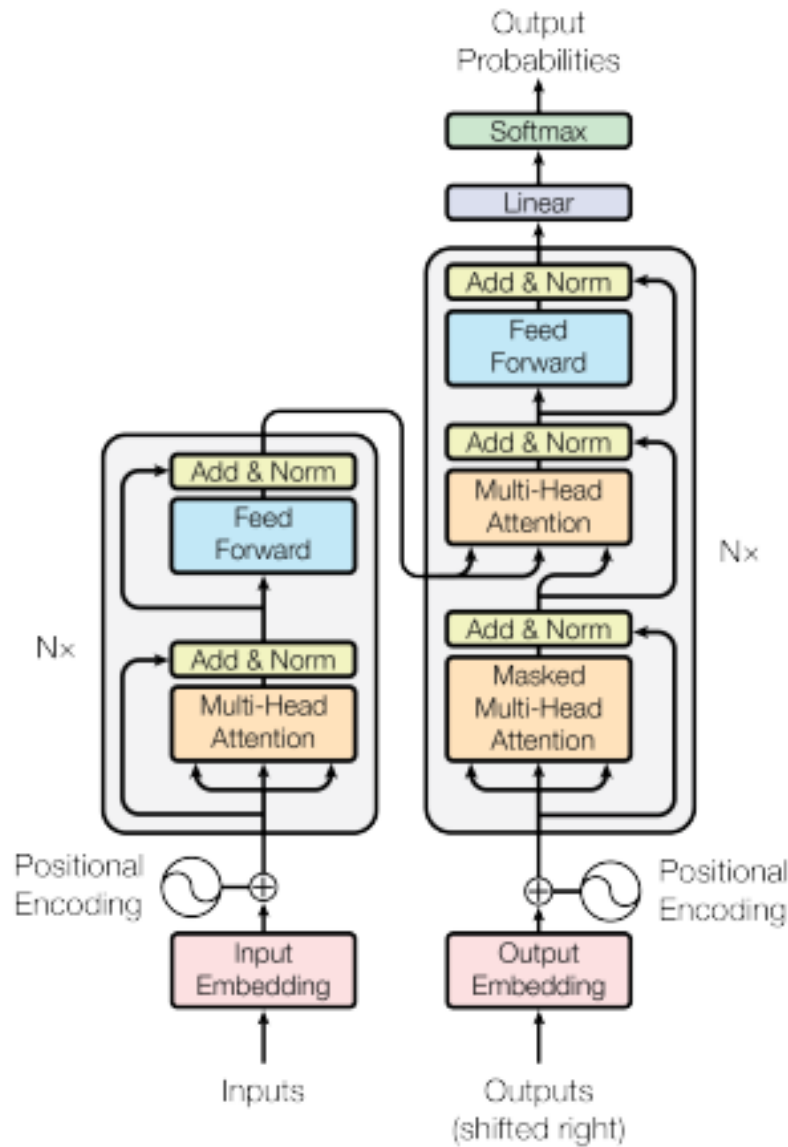 Output
Probabilities
Softmax
Linear
Add & Norm
Feed
Forward
Add & Norm
Multi-Head
Attention
Add & Norm
Masked
Multi-Head
Attention
N×
Add & Norm
Feed
Forward
Add & Norm
Multi-Head
Attention
N×
Positional
Encoding
Positional
Encoding
Input
Embedding
Output
Embedding
Inputs
Outputs
(shifted right)